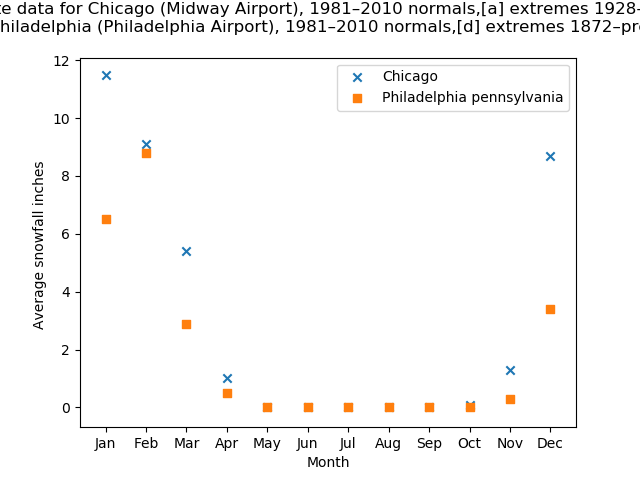 te data for Chicago (Midway Airport), 1981–2010 normals,[a] extremes 1928–
hiladelphia (Philadelphia Airport), 1981–2010 normals,[d] extremes 1872–pre
Chicago
Philadelphia pennsylvania
12
10
8
6
4
2
0
Average snowfall inches
Jan Feb Mar Apr May Jun Jul Aug Sep Oct Nov Dec
Month